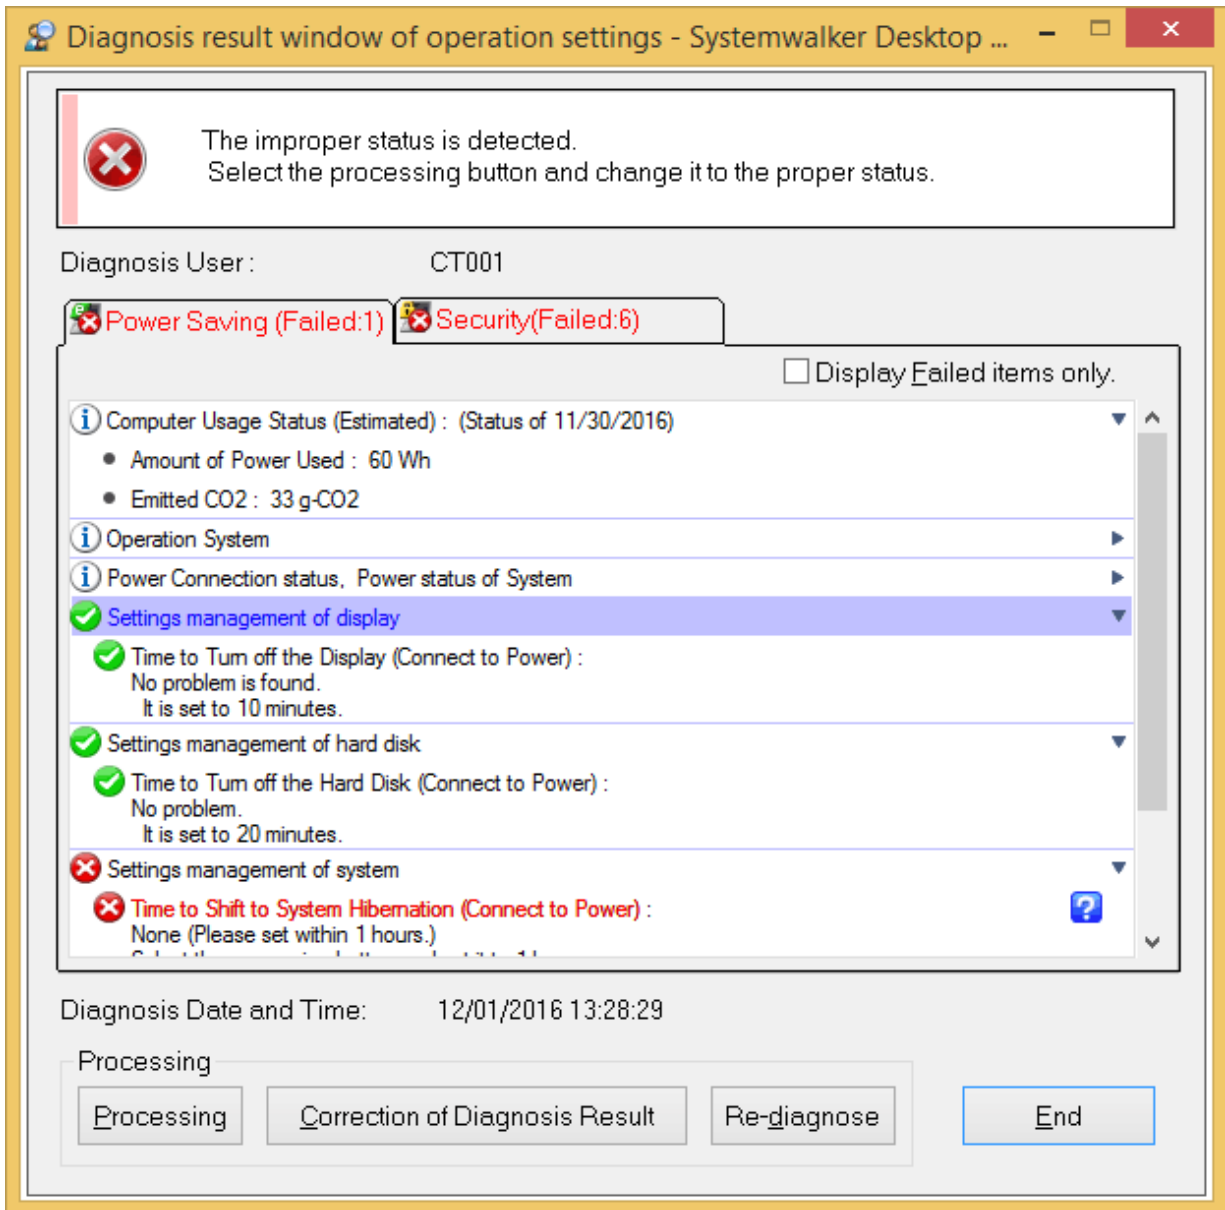 Diagnosis result window of operation settings - Systemwalker Desktop ...
The improper status is detected.
Select the processing button and change it to the proper status.
Diagnosis User : CT001
Power Saving (Failed:1) Security(Failed:6)
Display Failed items only.
Computer Usage Status (Estimated) : (Status of 11/30/2016)
Amount of Power Used : 60 Wh
Emitted CO2 : 33 g-CO2
Operation System
Power Connection status, Power status of System
Settings management of display
Time to Turn off the Display (Connect to Power) :
No problem is found.
It is set to 10 minutes.
Settings management of hard disk
Time to Turn off the Hard Disk (Connect to Power) :
No problem.
It is set to 20 minutes.
Settings management of system
Time to Shift to System Hibernation (Connect to Power) :
None (Please set within 1 hours.)
Diagnosis Date and Time: 12/01/2016 13:28:29
Processing
Processing Correction of Diagnosis Result Re-diagnose End